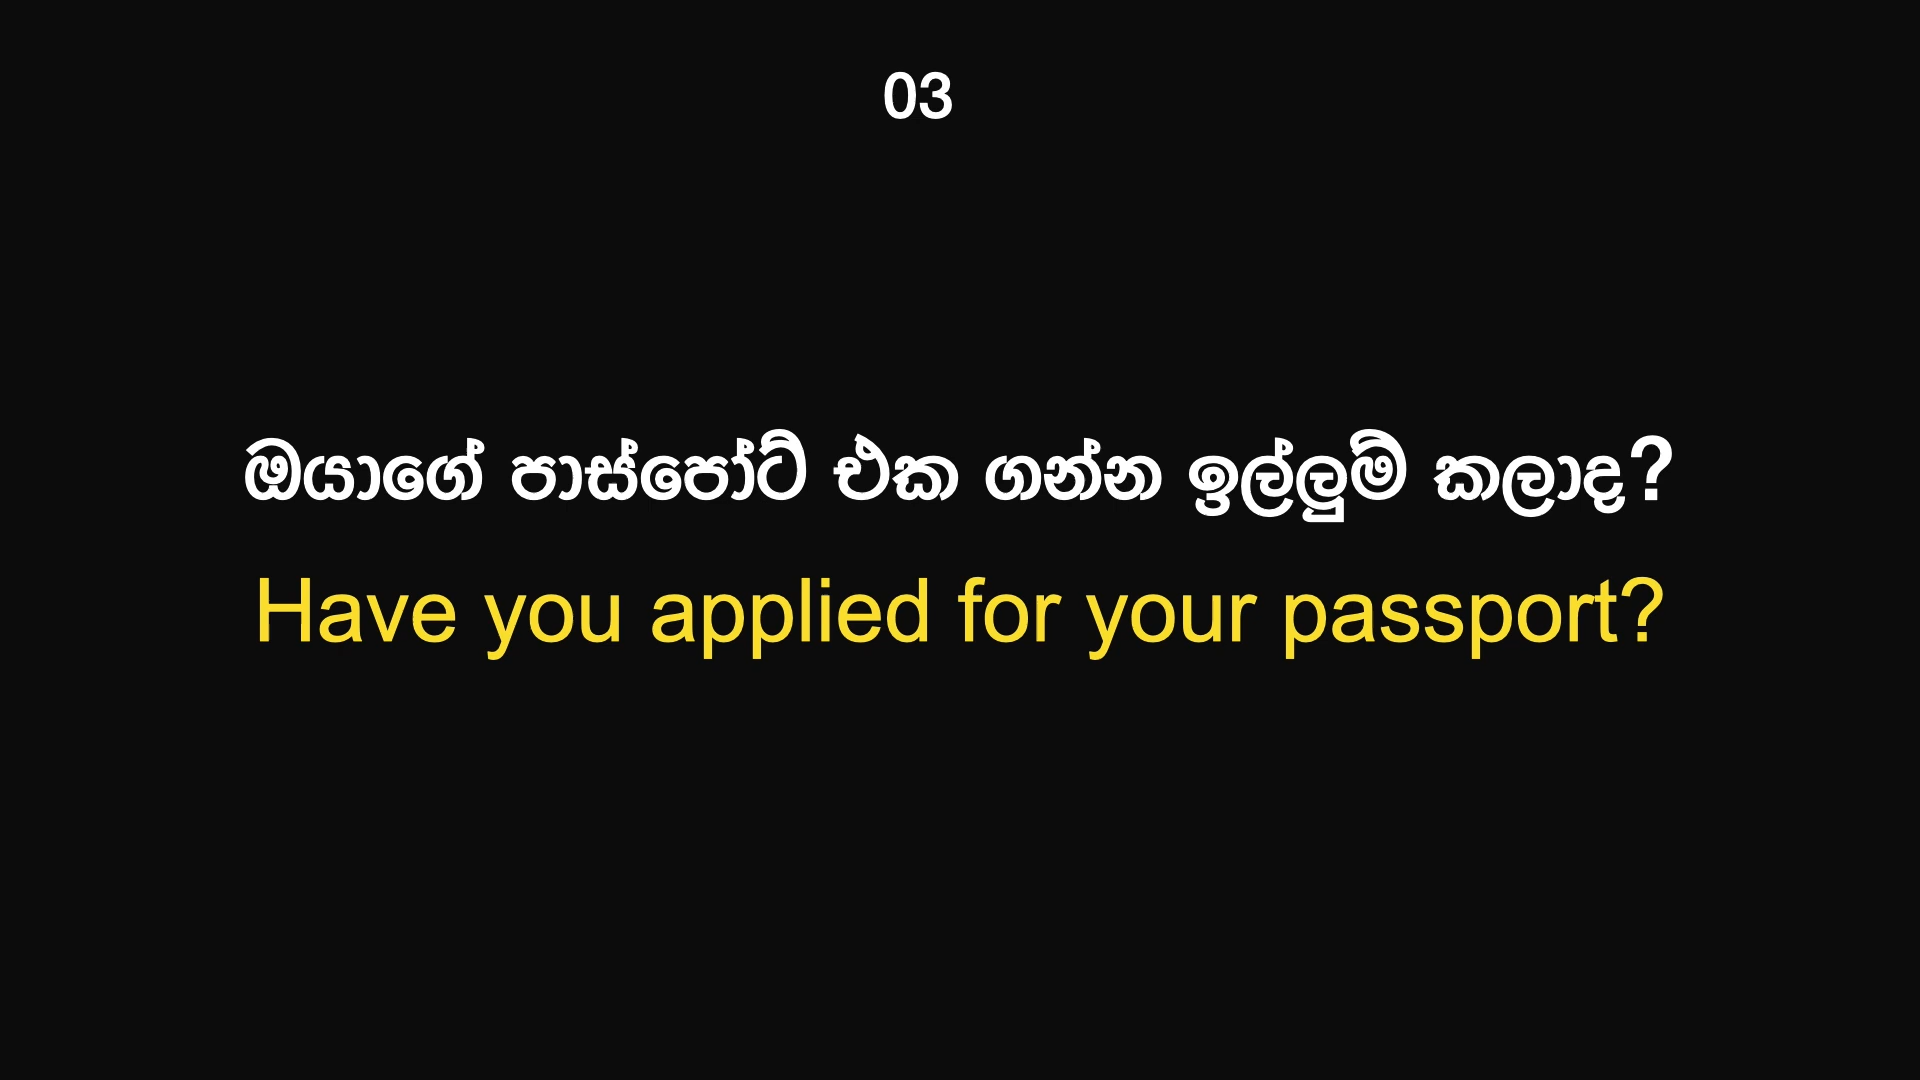 03
ඔයාගේ පාස්පෝට් එක ගන්න ඉල්ලුම් කලාද?
Have you applied for your passport?